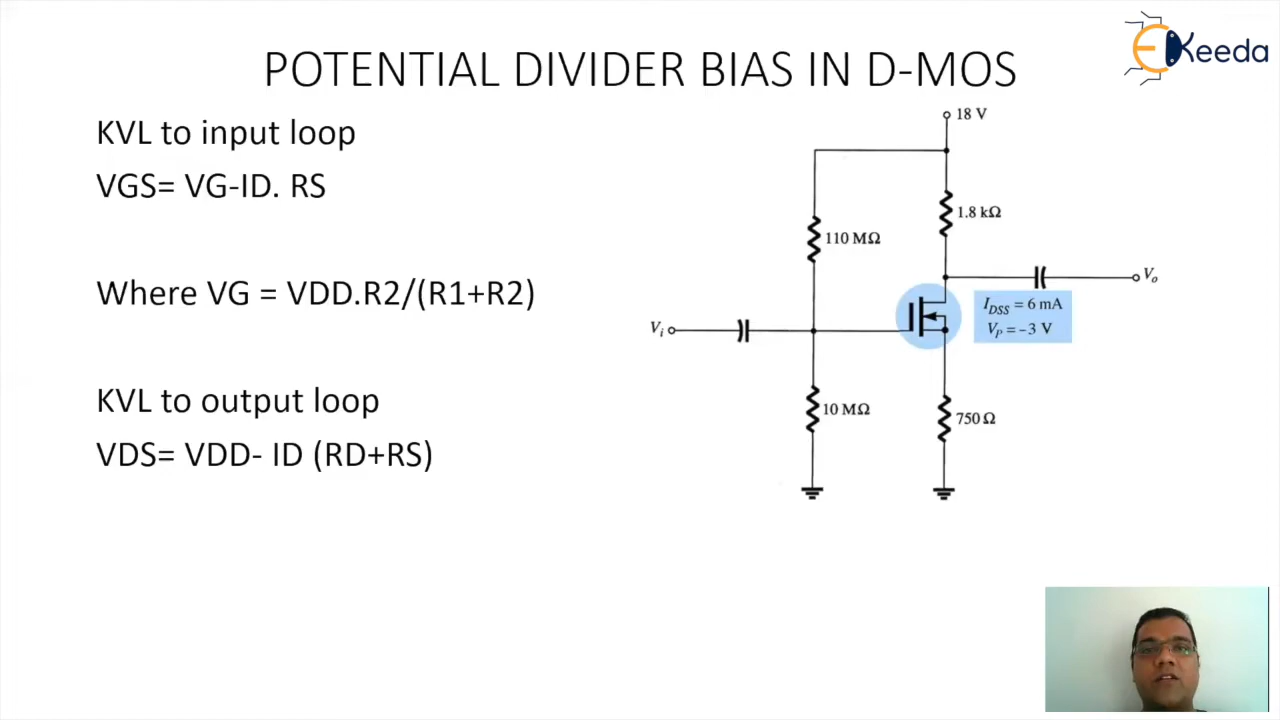 POTENTIAL DIVIDER BIAS IN D-MOS
EKeeda
KVL to input loop
VGS= VG-ID. RS
Where VG = VDD.R2/(R1+R2)
KVL to output loop
VDS= VDD- ID (RD+RS)
18 V
1.8 kΩ
110 MΩ
Vo
IDSS = 6 mA
VP = –3 V
Vi
10 MΩ
750 Ω